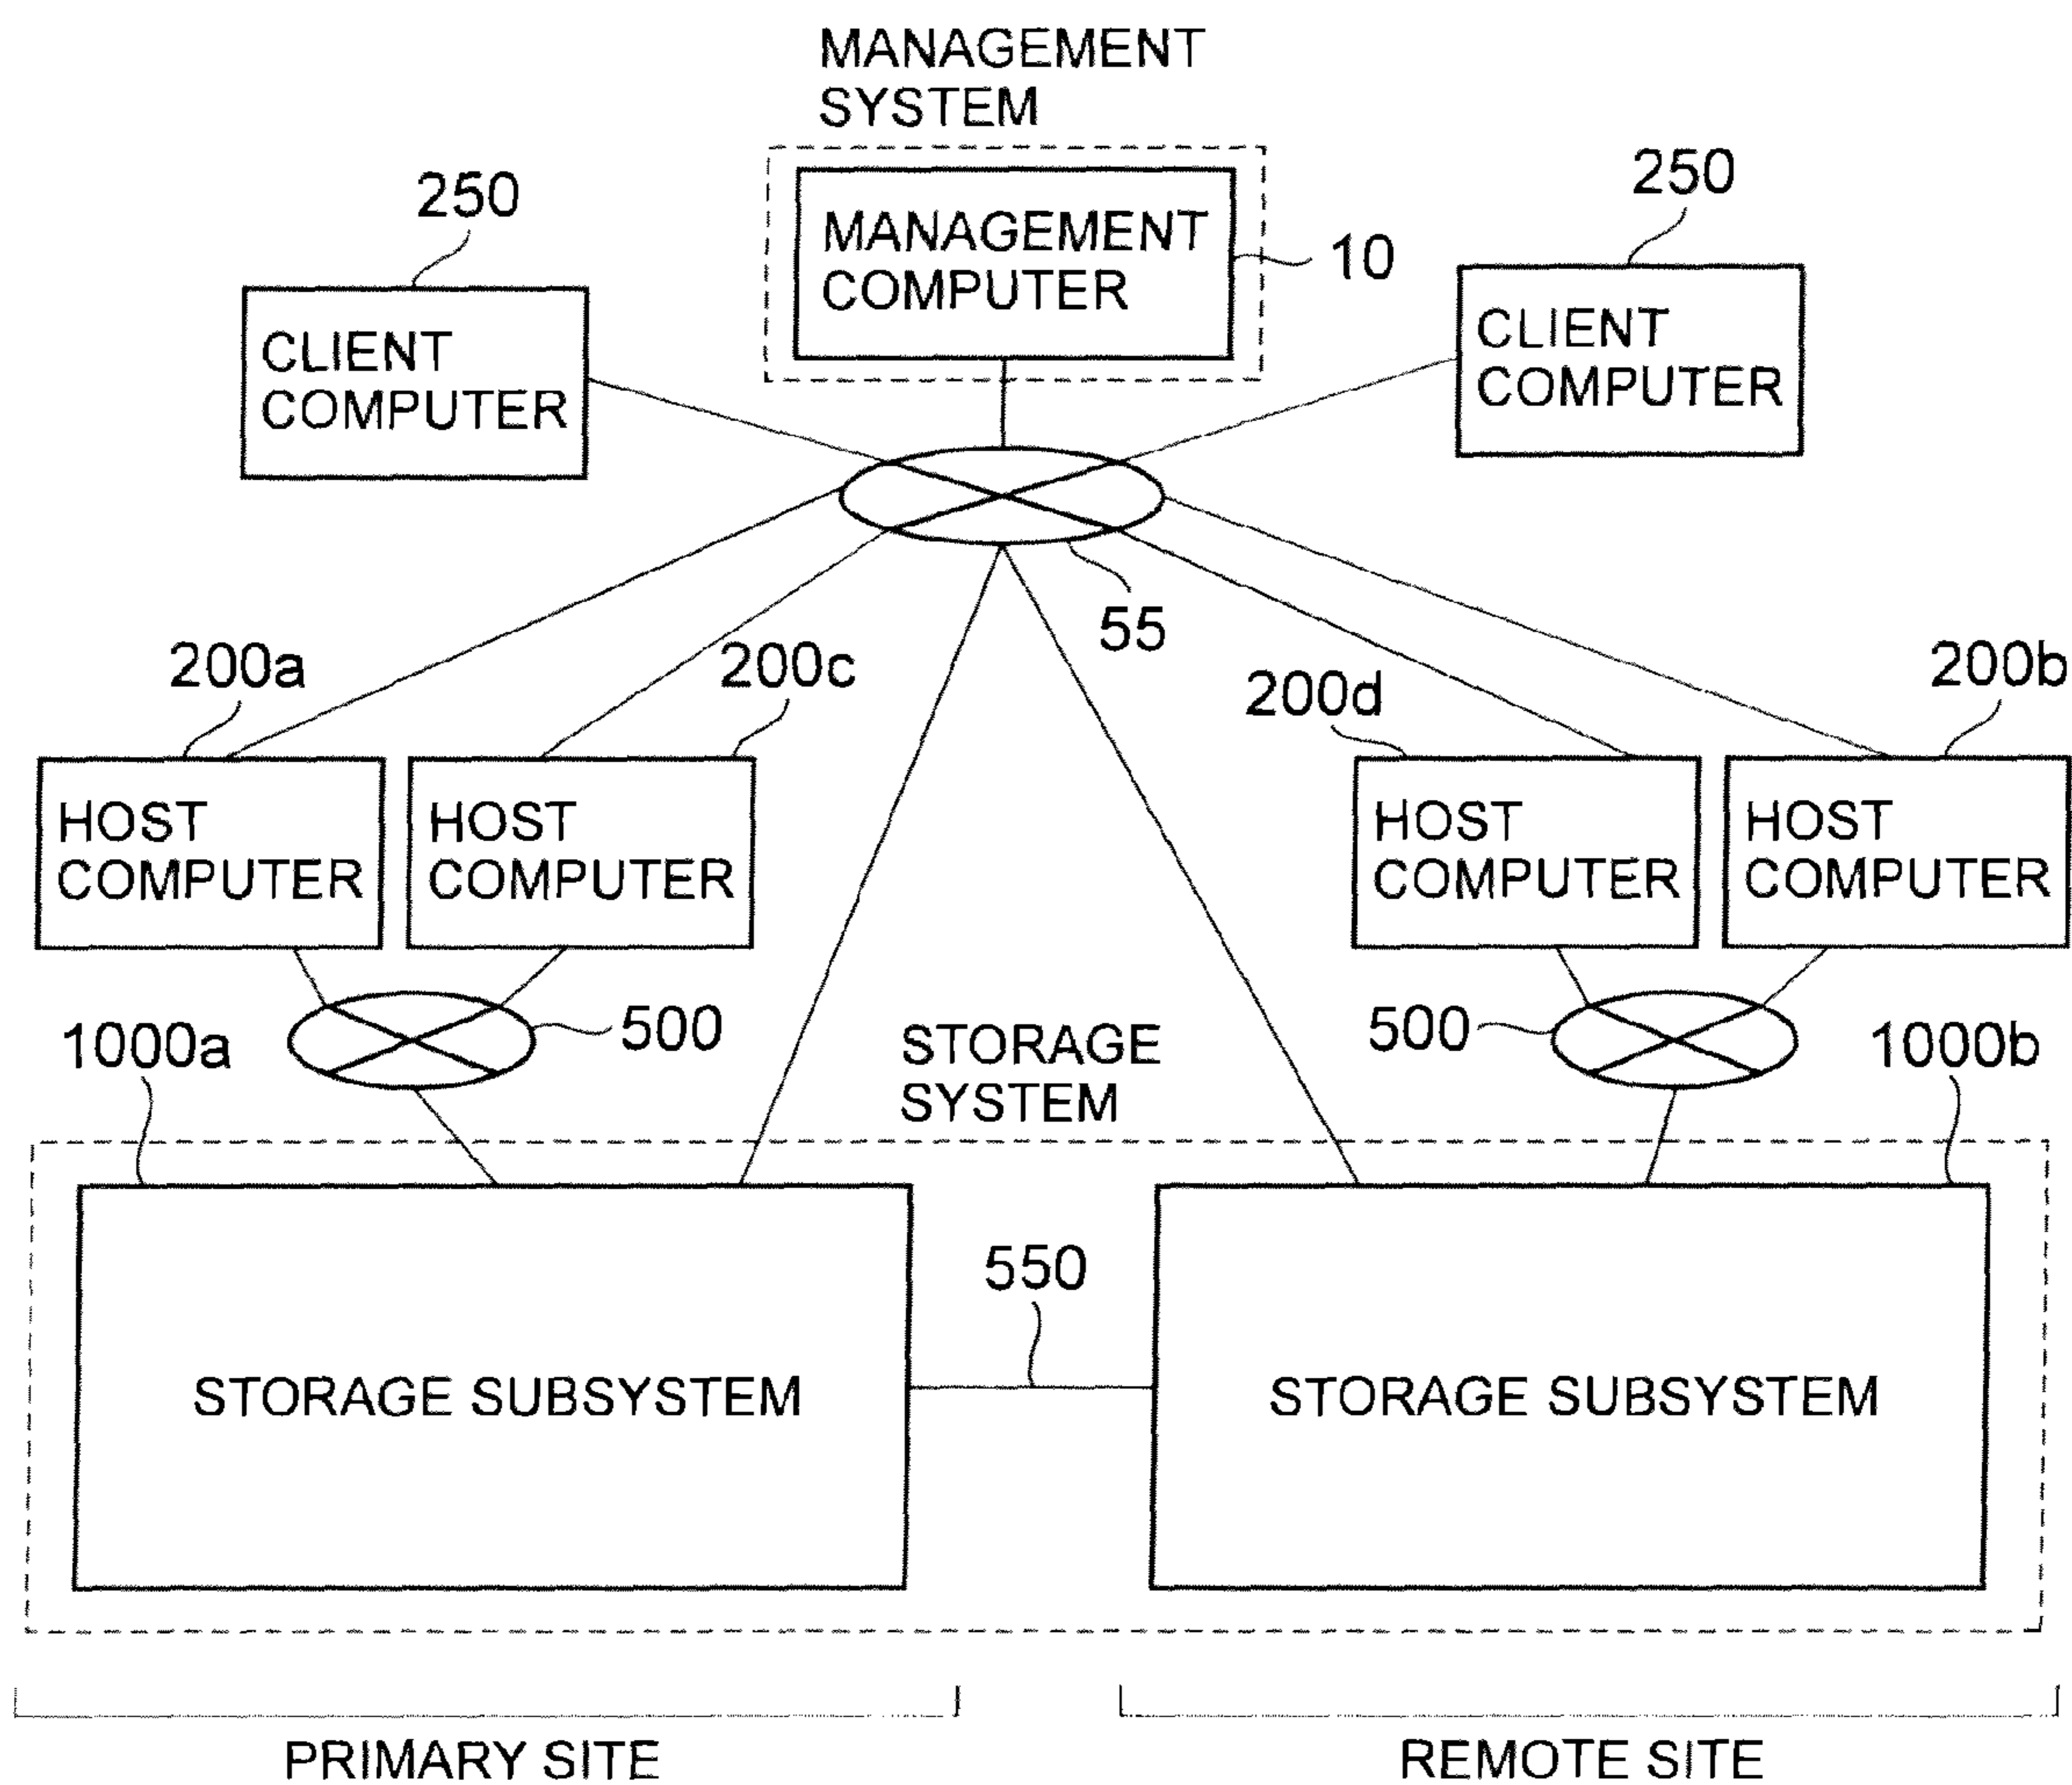 MANAGEMENT
SYSTEM
250
MANAGEMENT
COMPUTER
10
250
CLIENT
COMPUTER
CLIENT
COMPUTER
55
200a
200c
200d
200b
HOST
COMPUTER
HOST
COMPUTER
HOST
COMPUTER
HOST
COMPUTER
1000a
500
STORAGE
SYSTEM
500
1000b
550
STORAGE SUBSYSTEM
STORAGE SUBSYSTEM
PRIMARY SITE
REMOTE SITE